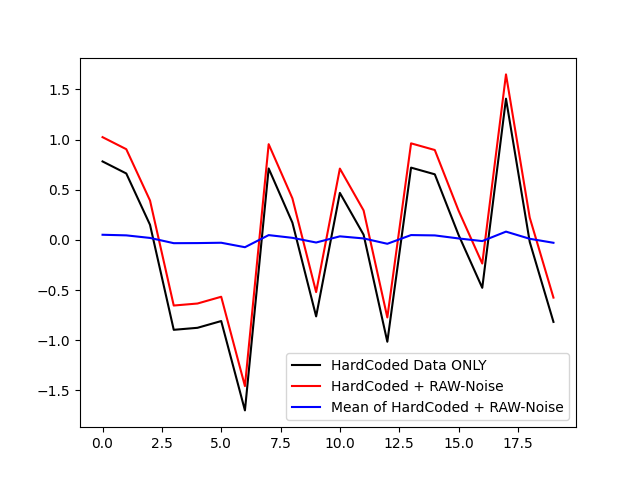 1.5
1.0
0.5
0.0
−0.5
−1.0
−1.5
HardCoded Data ONLY
HardCoded + RAW-Noise
Mean of HardCoded + RAW-Noise
0.0 2.5 5.0 7.5 10.0 12.5 15.0 17.5